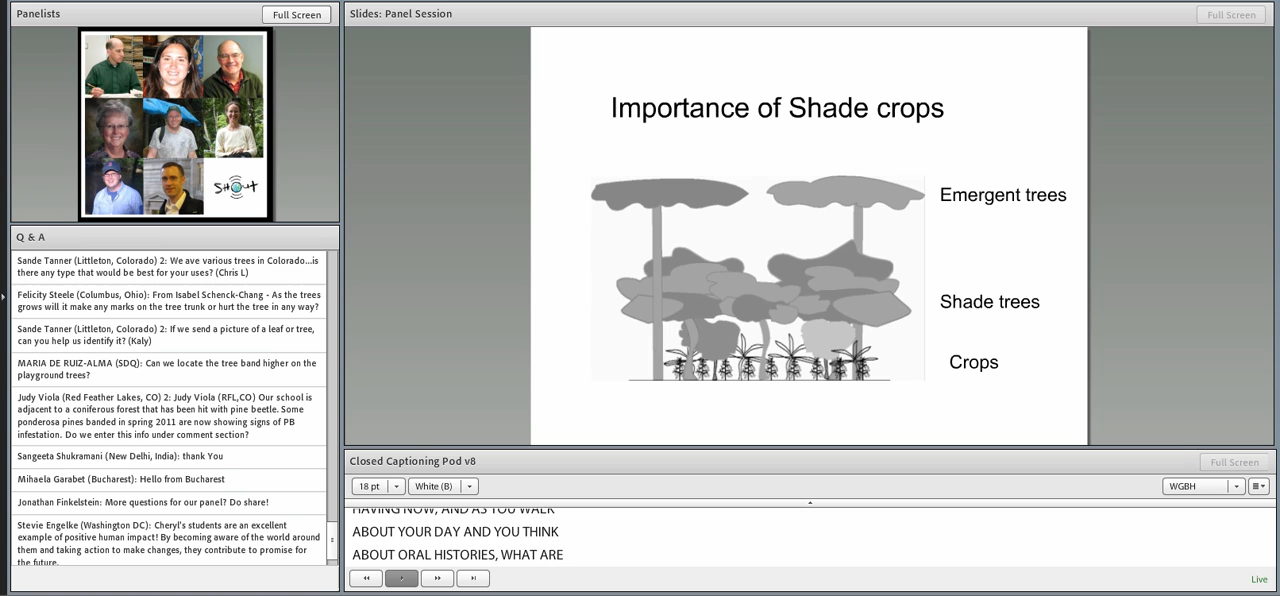 Panelists
Full Screen
SHOUT
Q & A
Sande Tanner (Littleton, Colorado) 2: We ave various trees in Colorado...is
there any type that would be best for your uses? (Chris L)
Felicity Steele (Columbus, Ohio): From Isabel Schenck-Chang - As the trees
grows will it make any marks on the tree trunk or hurt the tree in any way?
Sande Tanner (Littleton, Colorado) 2: If we send a picture of a leaf or tree,
can you help us identify it? (Kaly)
MARIA DE RUIZ-ALMA (SDQ): Can we locate the tree band higher on the
playground trees?
Judy Viola (Red Feather Lakes, CO) 2: Judy Viola (RFL,CO) Our school is
adjacent to a coniferous forest that has been hit with pine beetle. Some
ponderosa pines banded in spring 2011 are now showing signs of PB
infestation. Do we enter this info under comment section?
Sangeeta Shukramani (New Delhi, India): thank You
Mihaela Garabet (Bucharest): Hello from Bucharest
Jonathan Finkelstein: More questions for our panel? Do share!
Stevie Engelke (Washington DC): Cheryl's students are an excellent
example of positive human impact! By becoming aware of the world around
them and taking action to make changes, they contribute to promise for
the future.
Slides: Panel Session
Full Screen
Importance of Shade crops
Emergent trees
Shade trees
Crops
Closed Captioning Pod v8
Full Screen
18 pt
White (B)
WGBH
HAVING NOW, AND AS YOU WALK
ABOUT YOUR DAY AND YOU THINK
ABOUT ORAL HISTORIES, WHAT ARE
Live